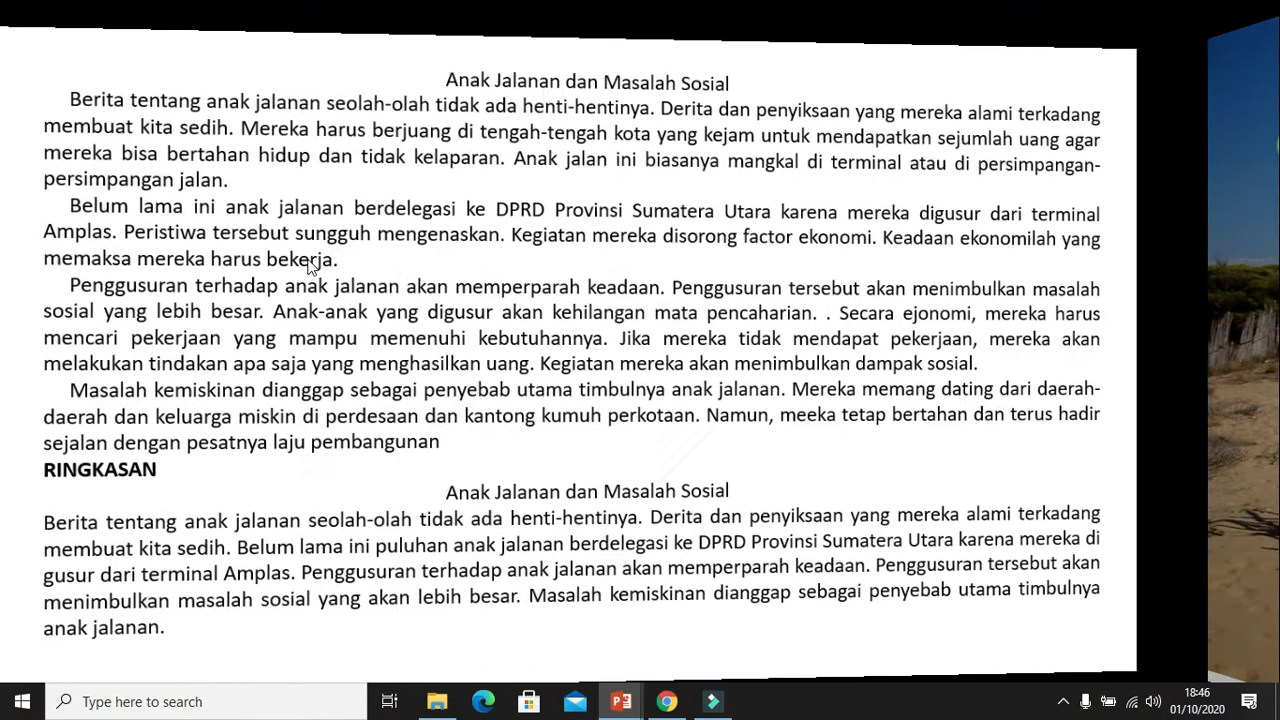 Anak Jalanan dan Masalah Sosial
Berita tentang anak jalanan seolah-olah tidak ada henti-hentinya. Derita dan penyiksaan yang mereka alami terkadang
membuat kita sedih. Mereka harus berjuang di tengah-tengah kota yang kejam untuk mendapatkan sejumlah uang agar
mereka bisa bertahan hidup dan tidak kelaparan. Anak jalan ini biasanya mangkal di terminal atau di persimpangan-
persimpangan jalan.
Belum lama ini anak jalanan berdelegasi ke DPRD Provinsi Sumatera Utara karena mereka digusur dari terminal
Amplas. Peristiwa tersebut sungguh mengenaskan. Kegiatan mereka disorong factor ekonomi. Keadaan ekonomilah yang
memaksa mereka harus bekerja.
Penggusuran terhadap anak jalanan akan memperparah keadaan. Penggusuran tersebut akan menimbulkan masalah
sosial yang lebih besar. Anak-anak yang digusur akan kehilangan mata pencaharian. . Secara ejonomi, mereka harus
mencari pekerjaan yang mampu memenuhi kebutuhannya. Jika mereka tidak mendapat pekerjaan, mereka akan
melakukan tindakan apa saja yang menghasilkan uang. Kegiatan mereka akan menimbulkan dampak sosial.
Masalah kemiskinan dianggap sebagai penyebab utama timbulnya anak jalanan. Mereka memang dating dari daerah-
daerah dan keluarga miskin di perdesaan dan kantong kumuh perkotaan. Namun, meeka tetap bertahan dan terus hadir
sejalan dengan pesatnya laju pembangunan
RINGKASAN
Anak Jalanan dan Masalah Sosial
Berita tentang anak jalanan seolah-olah tidak ada henti-hentinya. Derita dan penyiksaan yang mereka alami terkadang
membuat kita sedih. Belum lama ini puluhan anak jalanan berdelegasi ke DPRD Provinsi Sumatera Utara karena mereka di
gusur dari terminal Amplas. Penggusuran terhadap anak jalanan akan memperparah keadaan. Penggusuran tersebut akan
menimbulkan masalah sosial yang akan lebih besar. Masalah kemiskinan dianggap sebagai penyebab utama timbulnya
anak jalanan.
Type here to search
18:46
01/10/2020